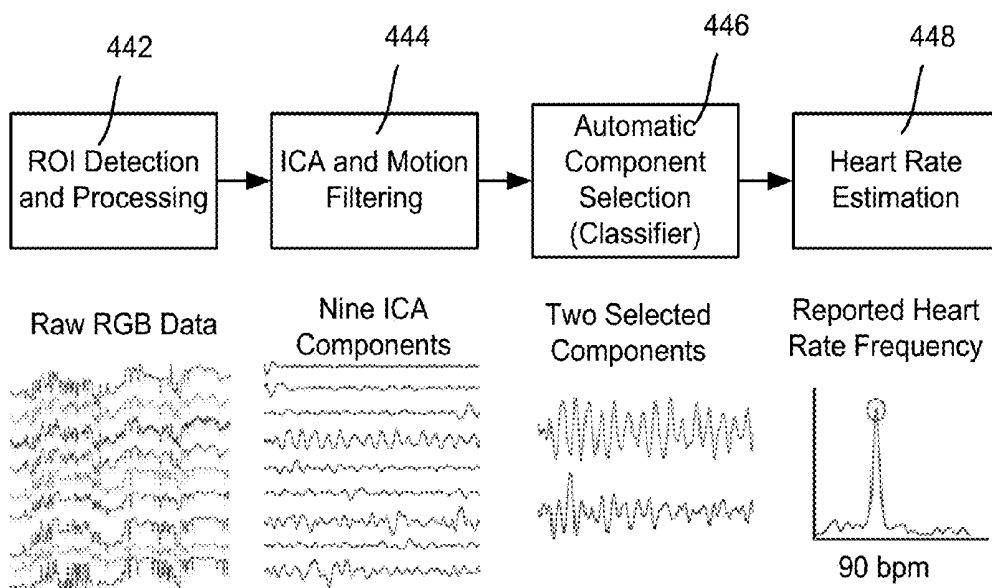 442
444
446
448
ROI Detection
and Processing
ICA and Motion
Filtering
Automatic
Component
Selection
(Classifier)
Heart Rate
Estimation
Raw RGB Data
Nine ICA
Components
Two Selected
Components
Reported Heart
Rate Frequency
90 bpm